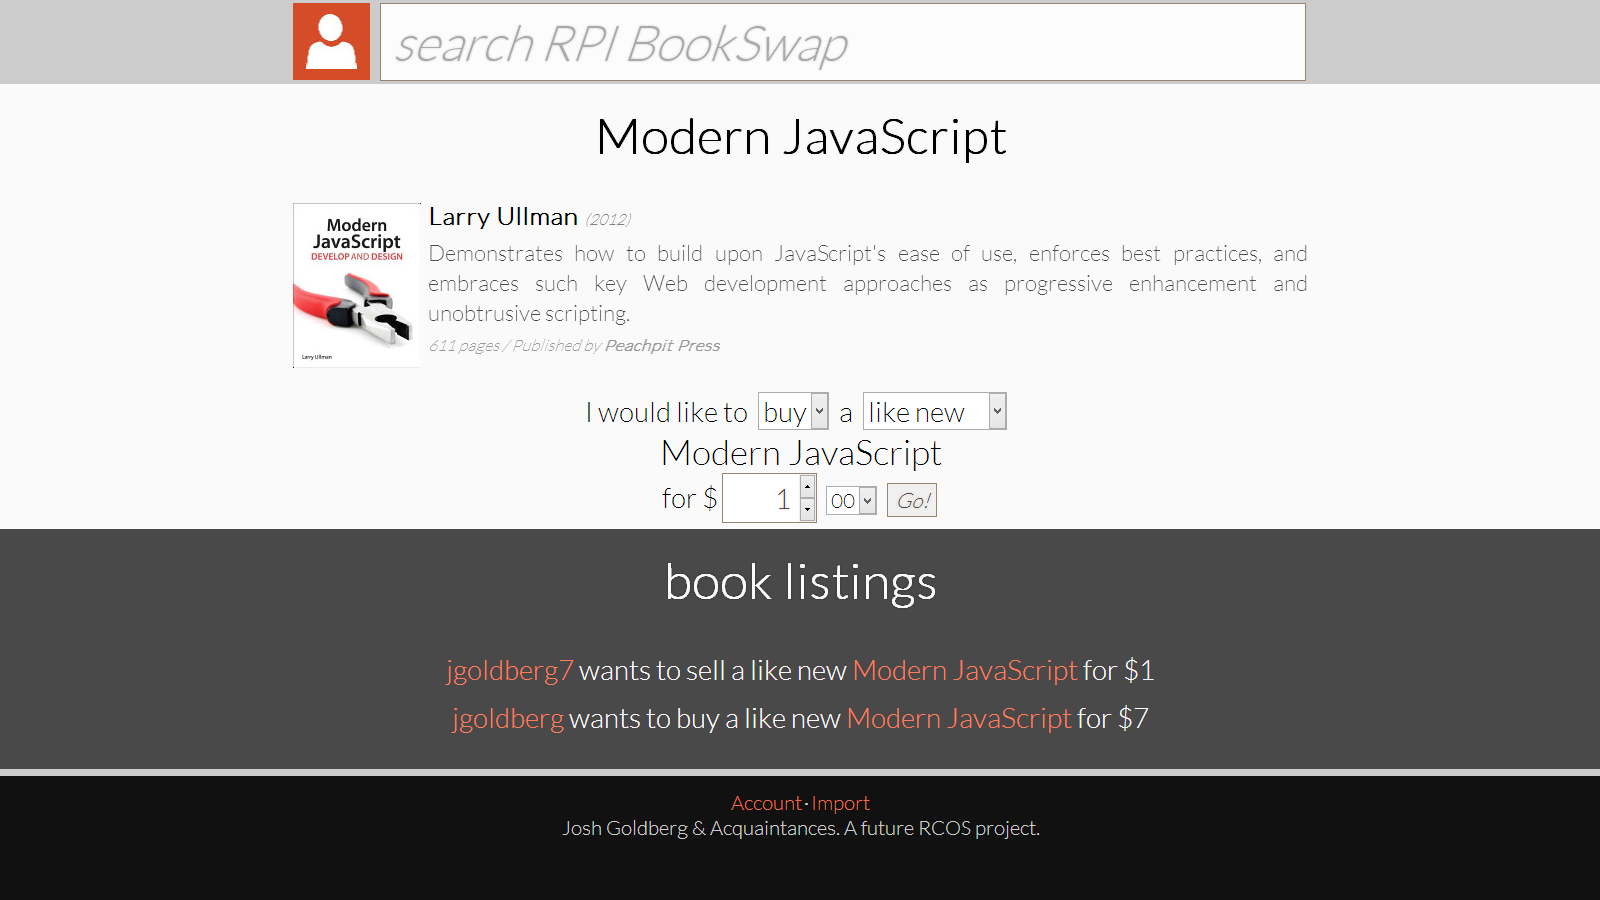 search RPI BookSwap
Modern JavaScript
Modern
JavaScript
DEVELOP AND DESIGN
Larry Ullman
Larry Ullman (2012)
Demonstrates how to build upon JavaScript's ease of use, enforces best practices, and
embraces such key Web development approaches as progressive enhancement and
unobtrusive scripting.
611 pages / Published by Peachpit Press
I would like to buy a like new
Modern JavaScript
for $ 1 00 Go!
book listings
jgoldberg7 wants to sell a like new Modern JavaScript for $1
jgoldberg wants to buy a like new Modern JavaScript for $7
Account · Import
Josh Goldberg & Acquaintances. A future RCOS project.